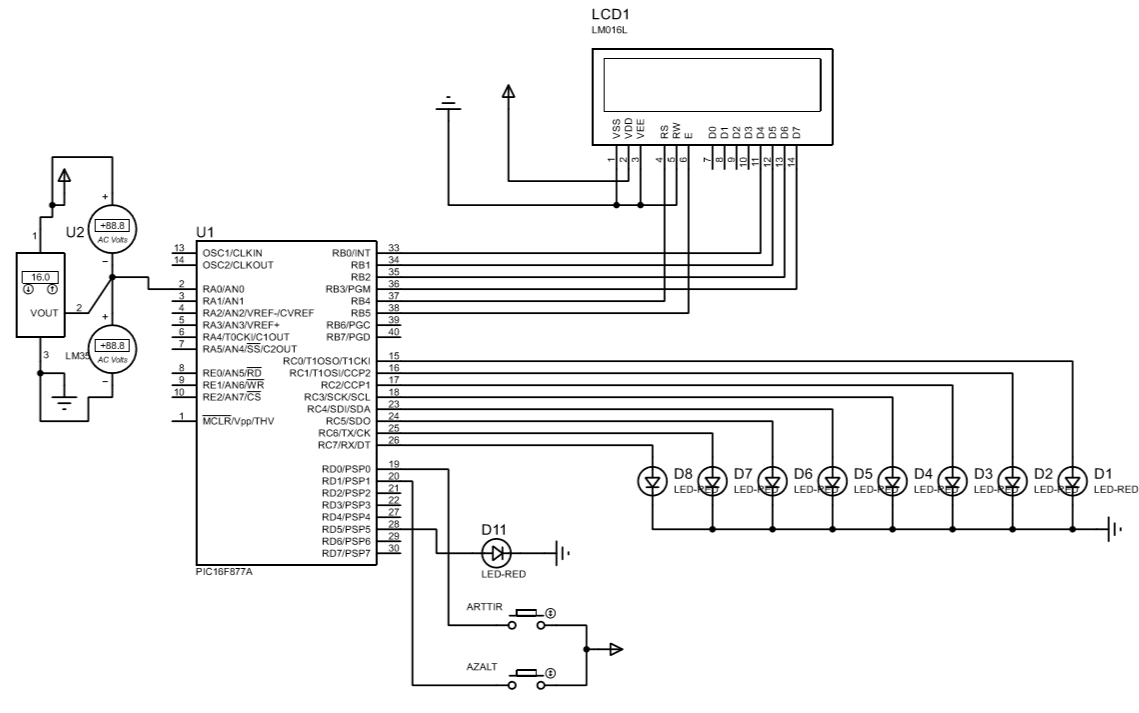 LCD1
LM016L
VSS
VDD
VEE
RS
RW
E
D0
D1
D2
D3
D4
D5
D6
D7
1
2
3
4
5
6
7
8
9
10
11
12
13
14
U2
+88.8
AC Volts
1
16.0
VOUT
2
3
LM35
+88.8
AC Volts
U1
13 OSC1/CLKIN
14 OSC2/CLKOUT
2 RA0/AN0
3 RA1/AN1
4 RA2/AN2/VREF-/CVREF
5 RA3/AN3/VREF+
6 RA4/T0CKI/C1OUT
7 RA5/AN4/SS/C2OUT
8 RE0/AN5/RD
9 RE1/AN6/WR
10 RE2/AN7/CS
1 MCLR/Vpp/THV
RB0/INT 33
RB1 34
RB2 35
RB3/PGM 36
RB4 37
RB5 38
RB6/PGC 39
RB7/PGD 40
RC0/T1OSO/T1CKI 15
RC1/T1OSI/CCP2 16
RC2/CCP1 17
RC3/SCK/SCL 18
RC4/SDI/SDA 23
RC5/SDO 24
RC6/TX/CK 25
RC7/RX/DT 26
RD0/PSP0 19
RD1/PSP1 20
RD2/PSP2 21
RD3/PSP3 22
RD4/PSP4 27
RD5/PSP5 28
RD6/PSP6 29
RD7/PSP7 30
PIC16F877A
D8 D7 D6 D5 D4 D3 D2 D1
LED-RED LED-RED LED-RED LED-RED LED-RED LED-RED LED-RED LED-RED
D11
LED-RED
ARTTIR
AZALT